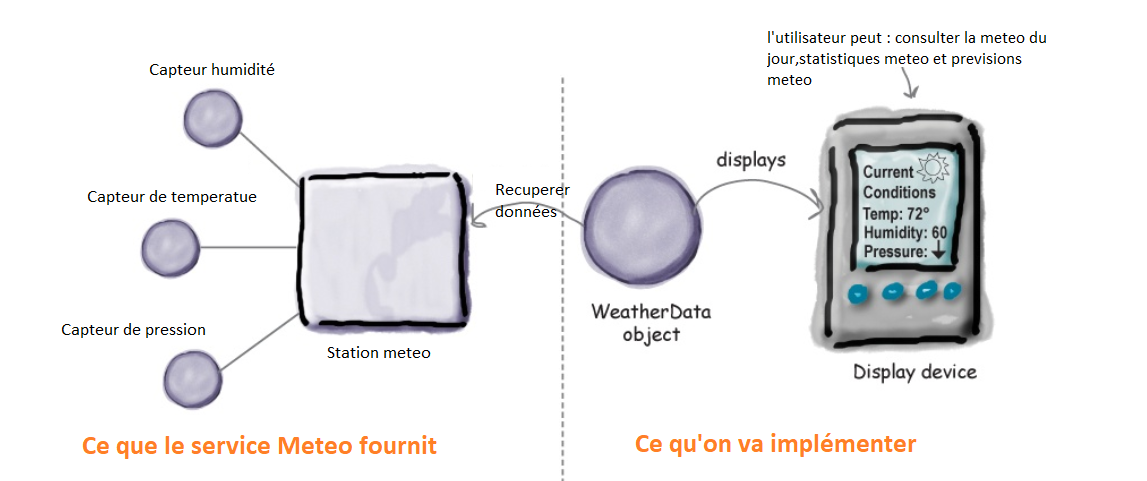 l'utilisateur peut : consulter la meteo du
jour,statistiques meteo et previsions
meteo
Capteur humidité
Capteur de temperatue
Capteur de pression
Station meteo
Recuperer
données
displays
WeatherData
object
Current
Conditions
Temp: 72°
Humidity: 60
Pressure:
Display device
Ce que le service Meteo fournit
Ce qu'on va implémenter